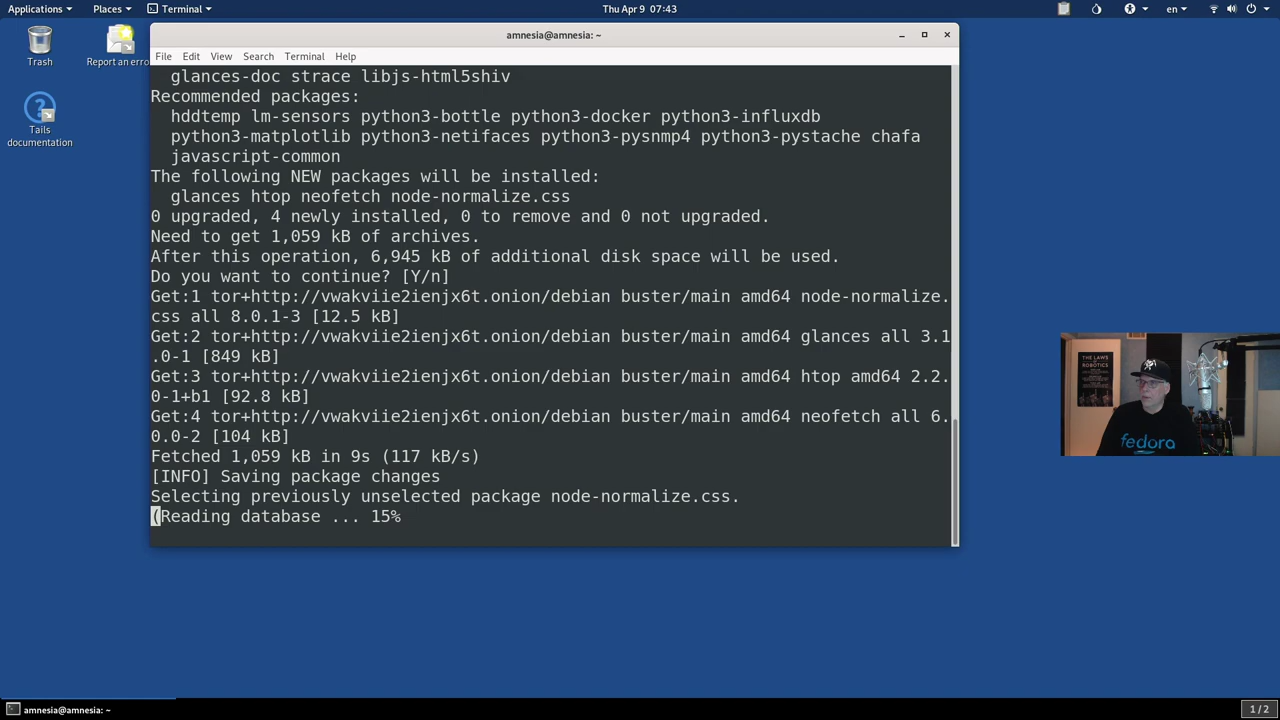 Applications Places Terminal Thu Apr 9 07:43 en
amnesia@amnesia: ~
File Edit View Search Terminal Help
Trash
Report an erro
Tails
documentation
glances-doc strace libjs-html5shiv
Recommended packages:
hddtemp lm-sensors python3-bottle python3-docker python3-influxdb
python3-matplotlib python3-netifaces python3-pysnmp4 python3-pystache chafa
javascript-common
The following NEW packages will be installed:
glances htop neofetch node-normalize.css
0 upgraded, 4 newly installed, 0 to remove and 0 not upgraded.
Need to get 1,059 kB of archives.
After this operation, 6,945 kB of additional disk space will be used.
Do you want to continue? [Y/n]
Get:1 tor+http://vwakviie2ienjx6t.onion/debian buster/main amd64 node-normalize.
css all 8.0.1-3 [12.5 kB]
Get:2 tor+http://vwakviie2ienjx6t.onion/debian buster/main amd64 glances all 3.1
.0-1 [849 kB]
Get:3 tor+http://vwakviie2ienjx6t.onion/debian buster/main amd64 htop amd64 2.2.
0-1+b1 [92.8 kB]
Get:4 tor+http://vwakviie2ienjx6t.onion/debian buster/main amd64 neofetch all 6.
0.0-2 [104 kB]
Fetched 1,059 kB in 9s (117 kB/s)
[INFO] Saving package changes
Selecting previously unselected package node-normalize.css.
(Reading database ... 15%
THE LAWS
OF
ROBOTICS
fedora
amnesia@amnesia: ~
1 / 2